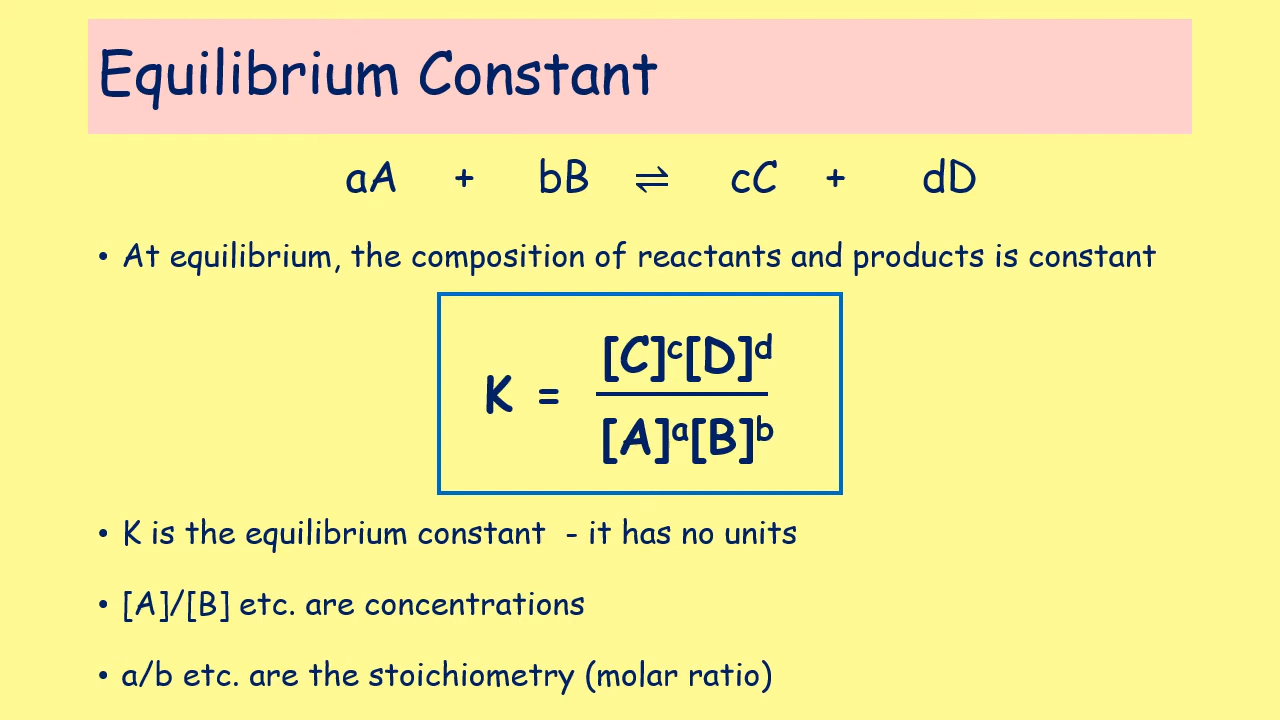 Equilibrium Constant
aA + bB ⇌ cC + dD
• At equilibrium, the composition of reactants and products is constant
[C]ᶜ[D]ᵈ
K =
[A]ᵃ[B]ᵇ
• K is the equilibrium constant - it has no units
• [A]/[B] etc. are concentrations
• a/b etc. are the stoichiometry (molar ratio)